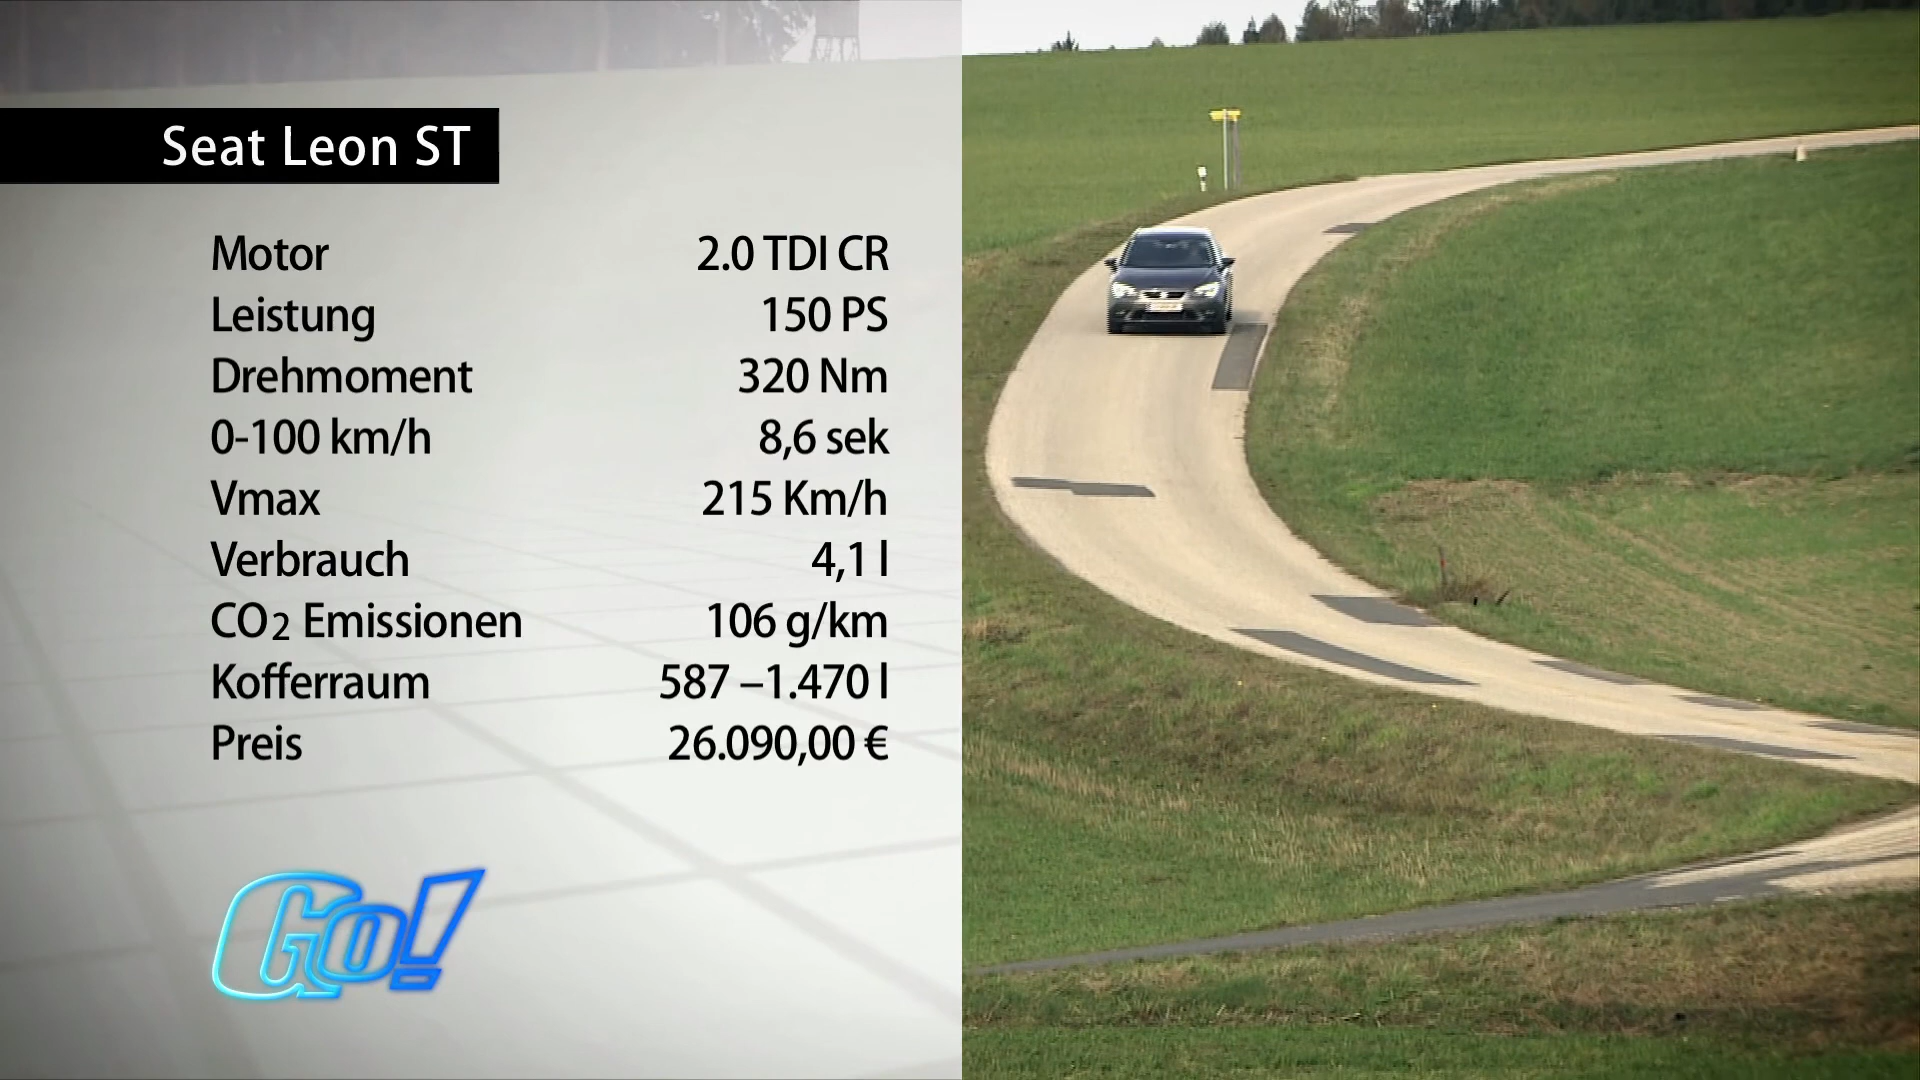 Seat Leon ST
Motor 2.0 TDI CR
Leistung 150 PS
Drehmoment 320 Nm
0-100 km/h 8,6 sek
Vmax 215 Km/h
Verbrauch 4,1 l
CO2 Emissionen 106 g/km
Kofferraum 587 –1.470 l
Preis 26.090,00 €
Go!